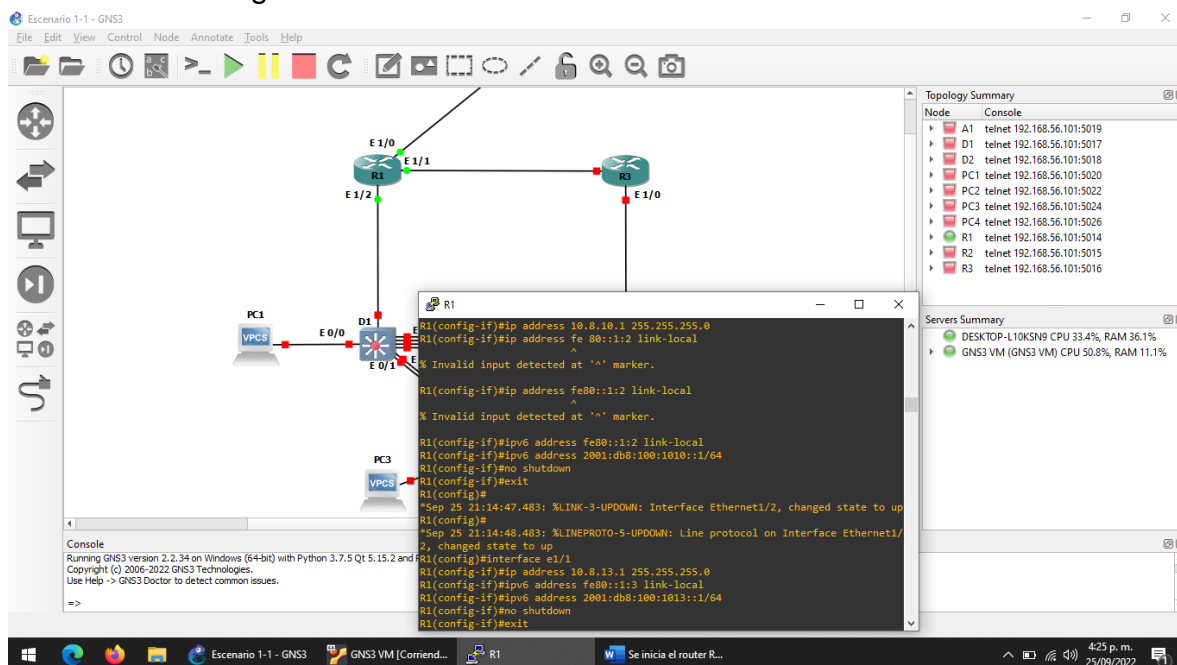 Escenario 1-1 - GNS3
File Edit View Control Node Annotate Tools Help
Topology Summary
Node Console
A1 telnet 192.168.56.101:5019
D1 telnet 192.168.56.101:5017
D2 telnet 192.168.56.101:5018
PC1 telnet 192.168.56.101:5020
PC2 telnet 192.168.56.101:5022
PC3 telnet 192.168.56.101:5024
PC4 telnet 192.168.56.101:5026
R1 telnet 192.168.56.101:5014
R2 telnet 192.168.56.101:5015
R3 telnet 192.168.56.101:5016
Servers Summary
DESKTOP-L10KSN9 CPU 33.4%, RAM 36.1%
GNS3 VM (GNS3 VM) CPU 50.8%, RAM 11.1%
E 1/0
E 1/1
R1
R3
E 1/2
E 1/0
PC1
VPCS
E 0/0
D1
E 0/1
PC3
VPCS
R1
R1(config-if)#ip address 10.8.10.1 255.255.255.0
R1(config-if)#ip address fe 80::1:2 link-local
^
% Invalid input detected at '^' marker.
R1(config-if)#ip address fe80::1:2 link-local
^
% Invalid input detected at '^' marker.
R1(config-if)#ipv6 address fe80::1:2 link-local
R1(config-if)#ipv6 address 2001:db8:100:1010::1/64
R1(config-if)#no shutdown
R1(config-if)#exit
R1(config)#
*Sep 25 21:14:47.483: %LINK-3-UPDOWN: Interface Ethernet1/2, changed state to up
R1(config)#
*Sep 25 21:14:48.483: %LINEPROTO-5-UPDOWN: Line protocol on Interface Ethernet1/
2, changed state to up
R1(config)#interface e1/1
R1(config-if)#ip address 10.8.13.1 255.255.255.0
R1(config-if)#ipv6 address fe80::1:3 link-local
R1(config-if)#ipv6 address 2001:db8:100:1013::1/64
R1(config-if)#no shutdown
R1(config-if)#exit
Console
Running GNS3 version 2.2.34 on Windows (64-bit) with Python 3.7.5 Qt 5.15.2 and
Copyright (c) 2006-2022 GNS3 Technologies.
Use Help -> GNS3 Doctor to detect common issues.
=>
Escenario 1-1 - GNS3
GNS3 VM [Corriend...
R1
Se inicia el router R...
4:25 p. m.
25/09/2022